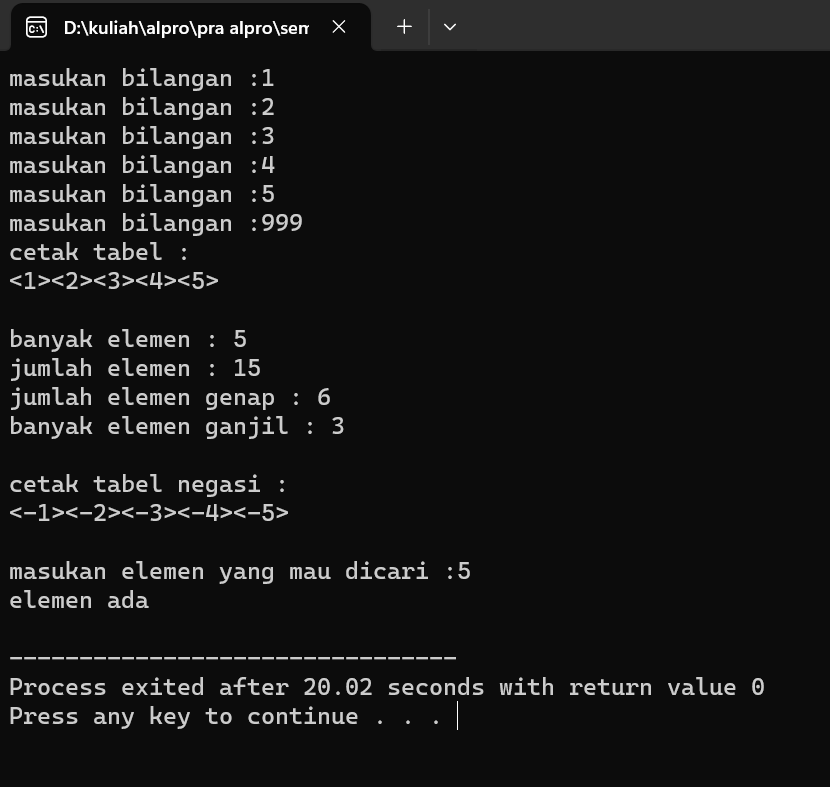 D:\kuliah\alpro\pra alpro\sem
masukan bilangan :1
masukan bilangan :2
masukan bilangan :3
masukan bilangan :4
masukan bilangan :5
masukan bilangan :999
cetak tabel :
<1><2><3><4><5>
banyak elemen : 5
jumlah elemen : 15
jumlah elemen genap : 6
banyak elemen ganjil : 3
cetak tabel negasi :
<-1><-2><-3><-4><-5>
masukan elemen yang mau dicari :5
elemen ada
--------------------------------
Process exited after 20.02 seconds with return value 0
Press any key to continue . . .